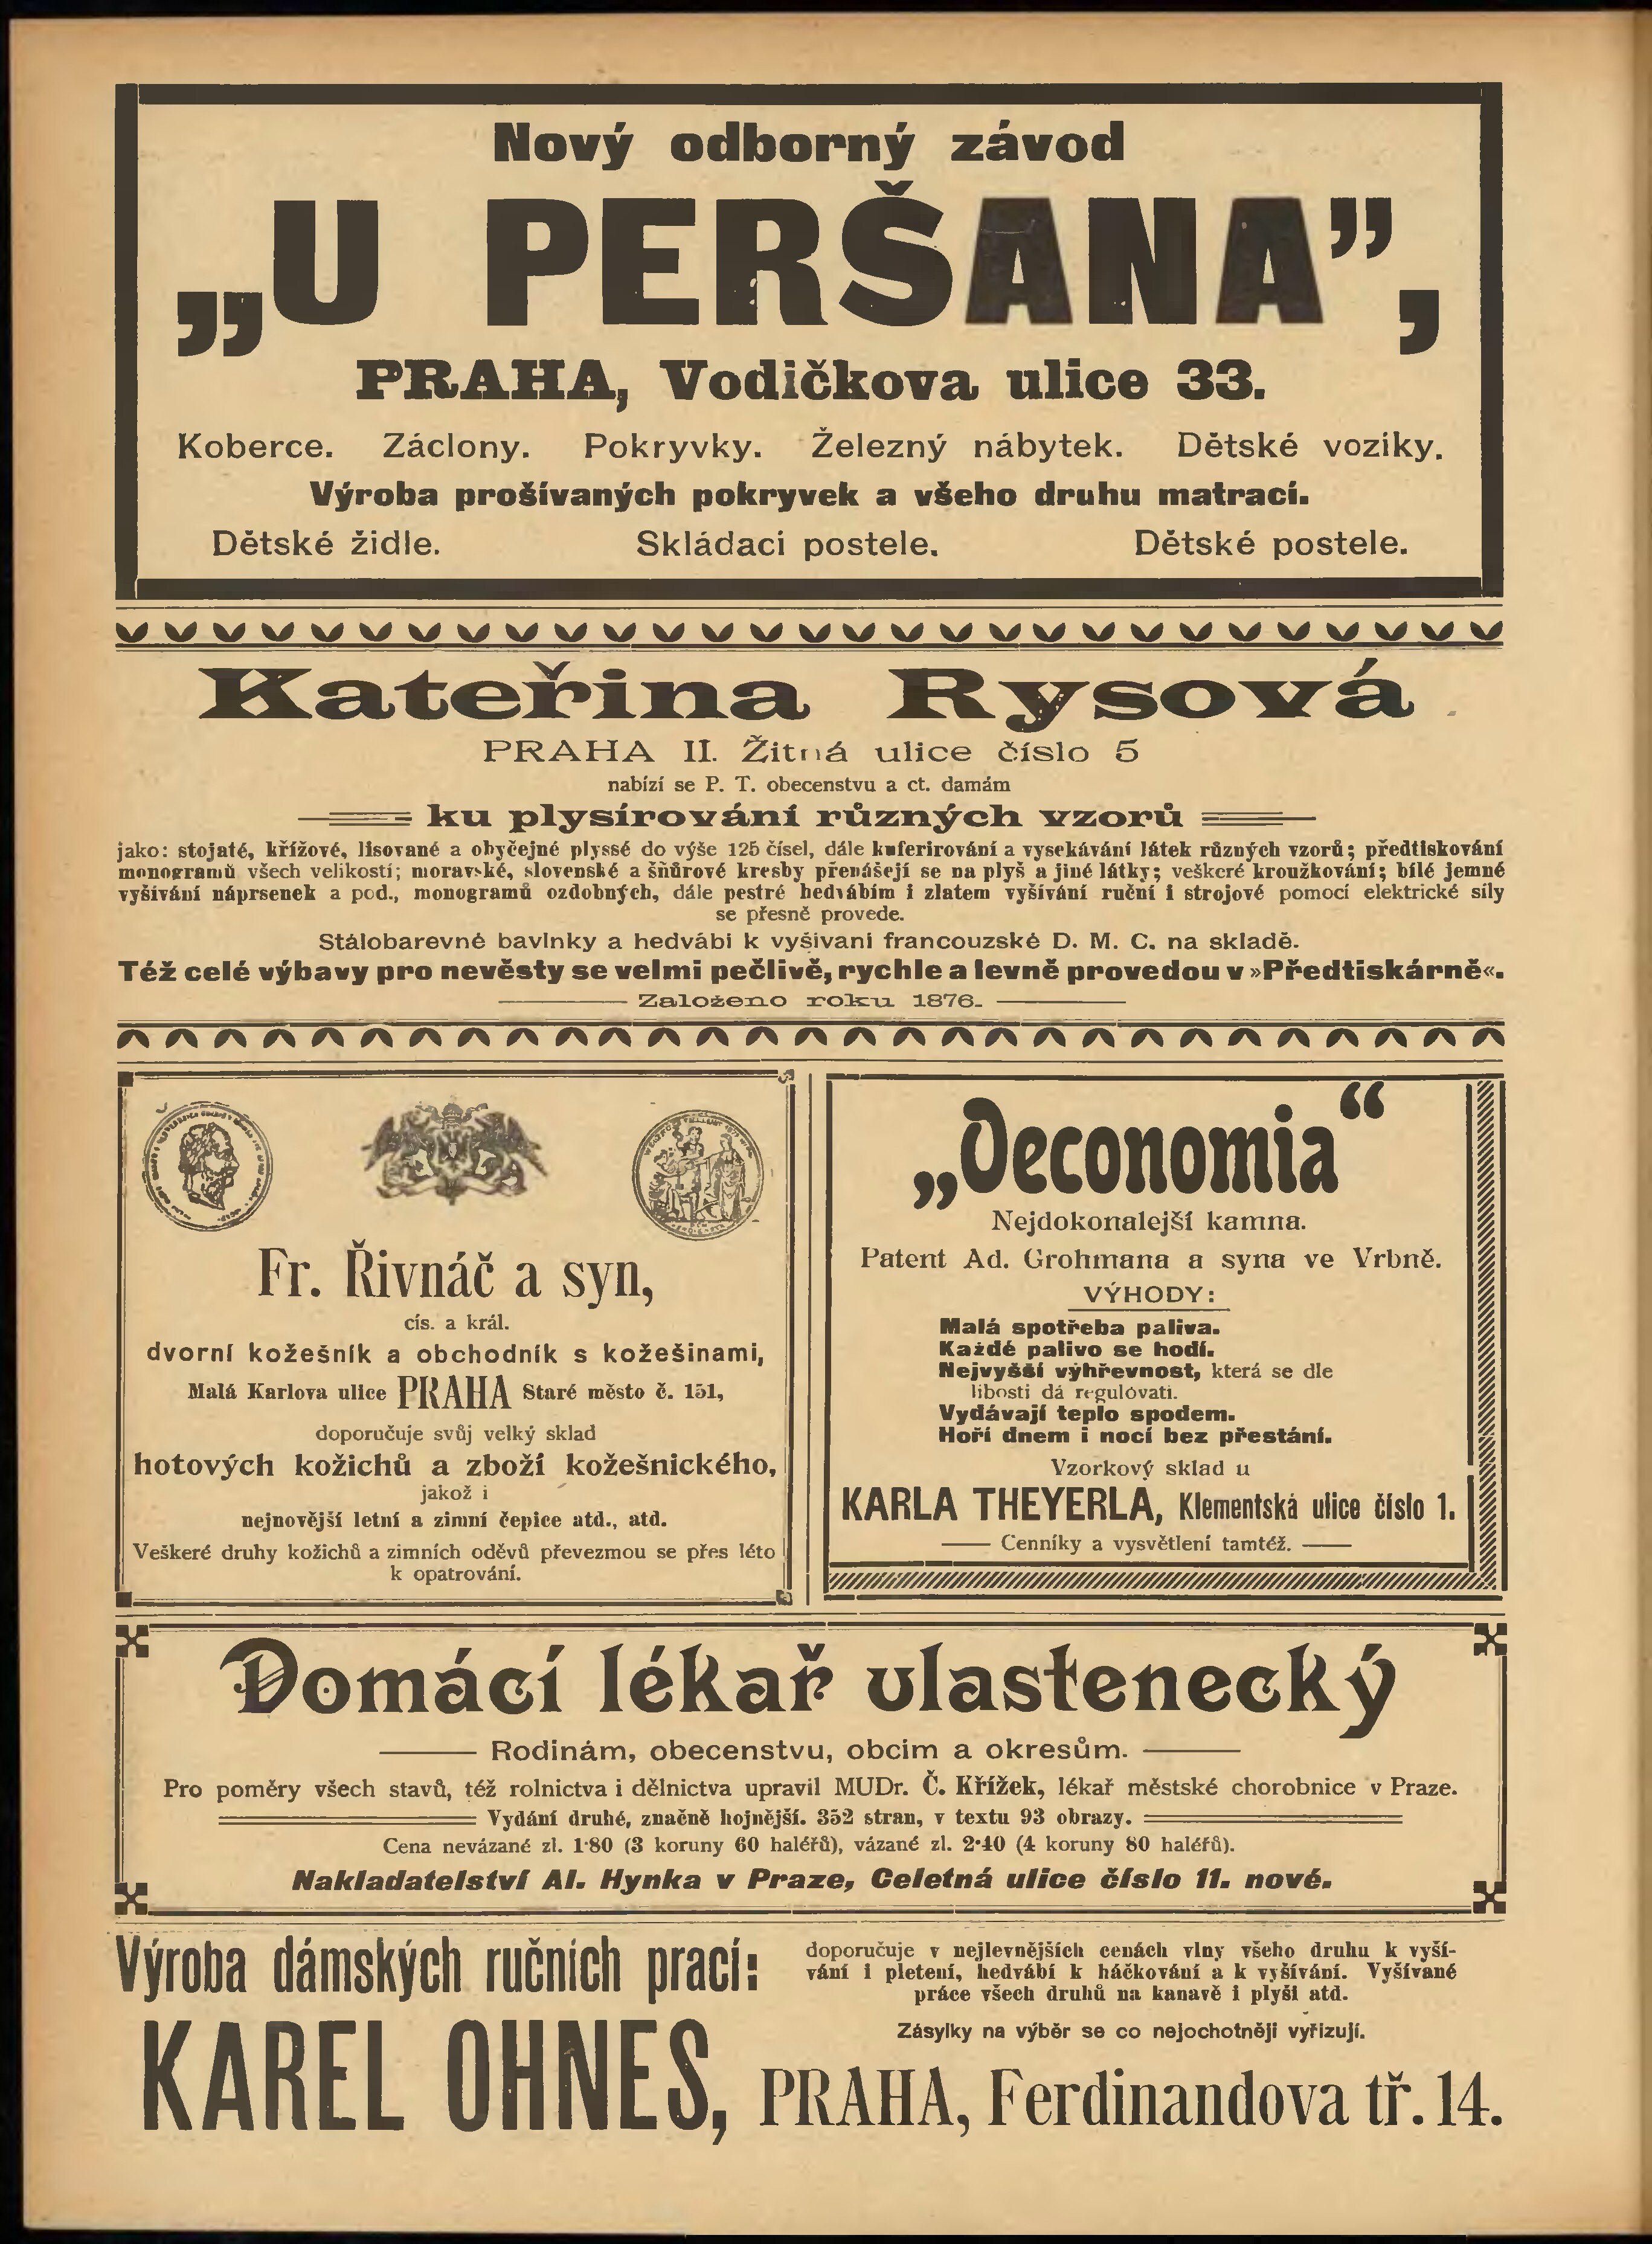 Nový odborný závod
„U PERŠANA”,
PRAHA, Vodičkova ulice 33.
Koberce. Záclony. Pokryvky. Železný nábytek. Dětské voziky.
Výroba prošívaných pokryvek a všeho druhu matrací.
Dětské židle. Skládaci postele. Dětské postele.
Kateřina Rysová
PRAHA II. Žitná ulice číslo 5
nabízí se P. T. obecenstvu a ct. damám
ku plysírování různých vzorů
jako: stojaté, křížové, lisované a obyčejné plyssé do výše 125 čísel, dále kuferirování a vysekávání látek různých vzorů; předtiskování
monogramů všech velikostí; moravské, slovenské a šňůrové kresby přenášejí se na plyš a jiné látky; veškeré kroužkování; bílé jemné
vyšívání náprsenek a pod., monogramů ozdobných, dále pestré hedvábím i zlatem vyšívání ruční i strojové pomocí elektrické síly
se přesně provede.
Stálobarevné bavlnky a hedvábi k vyšívaní francouzské D. M. C. na skladě.
Též celé výbavy pro nevěsty se velmi pečlivě, rychle a levně provedou v »Předtiskárně«.
Založeno roku 1876.
Fr. Řivnáč a syn,
cís. a král.
dvorní kožešník a obchodník s kožešinami,
Malá Karlova ulice PRAHA Staré město č. 151,
doporučuje svůj velký sklad
hotových kožichů a zboží kožešnického,
jakož i
nejnovější letní a zimní čepice atd., atd.
Veškeré druhy kožichů a zimních oděvů převezmou se přes léto
k opatrování.
„Oeconomia“
Nejdokonalejší kamna.
Patent Ad. Grohmana a syna ve Vrbně.
VÝHODY:
Malá spotřeba paliva.
Každé palivo se hodí.
Nejvyšší výhřevnost, která se dle
libosti dá regulovati.
Vydávají teplo spodem.
Hoří dnem i nocí bez přestání.
Vzorkový sklad u
KARLA THEYERLA, Klementská ulice číslo 1.
Cenníky a vysvětlení tamtéž.
Domácí lékař vlastenecký
Rodinám, obecenstvu, obcim a okresům.
Pro poměry všech stavů, též rolnictva i dělnictva upravil MUDr. Č. Křížek, lékař městské chorobnice v Praze.
Vydání druhé, značně hojnější. 352 stran, v textu 93 obrazy.
Cena nevázané zl. 1·80 (3 koruny 60 haléřů), vázané zl. 2·40 (4 koruny 80 haléřů).
Nakladatelství Al. Hynka v Praze, Celetná ulice číslo 11. nové.
Výroba dámských ručních prací:
KAREL OHNES,
doporučuje v nejlevnějších cenách vlny všeho druhu k vyší-
vání i pletení, hedvábí k háčkování a k vyšívání. Vyšívané
práce všech druhů na kanavě i plyši atd.
Zásylky na výběr se co nejochotněji vyřizují.
PRAHA, Ferdinandova tř. 14.